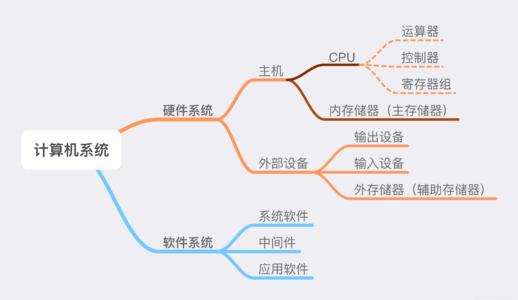 计算机系统
硬件系统
主机
CPU
运算器
控制器
寄存器组
内存储器（主存储器）
外部设备
输出设备
输入设备
外存储器（辅助存储器）
软件系统
系统软件
中间件
应用软件